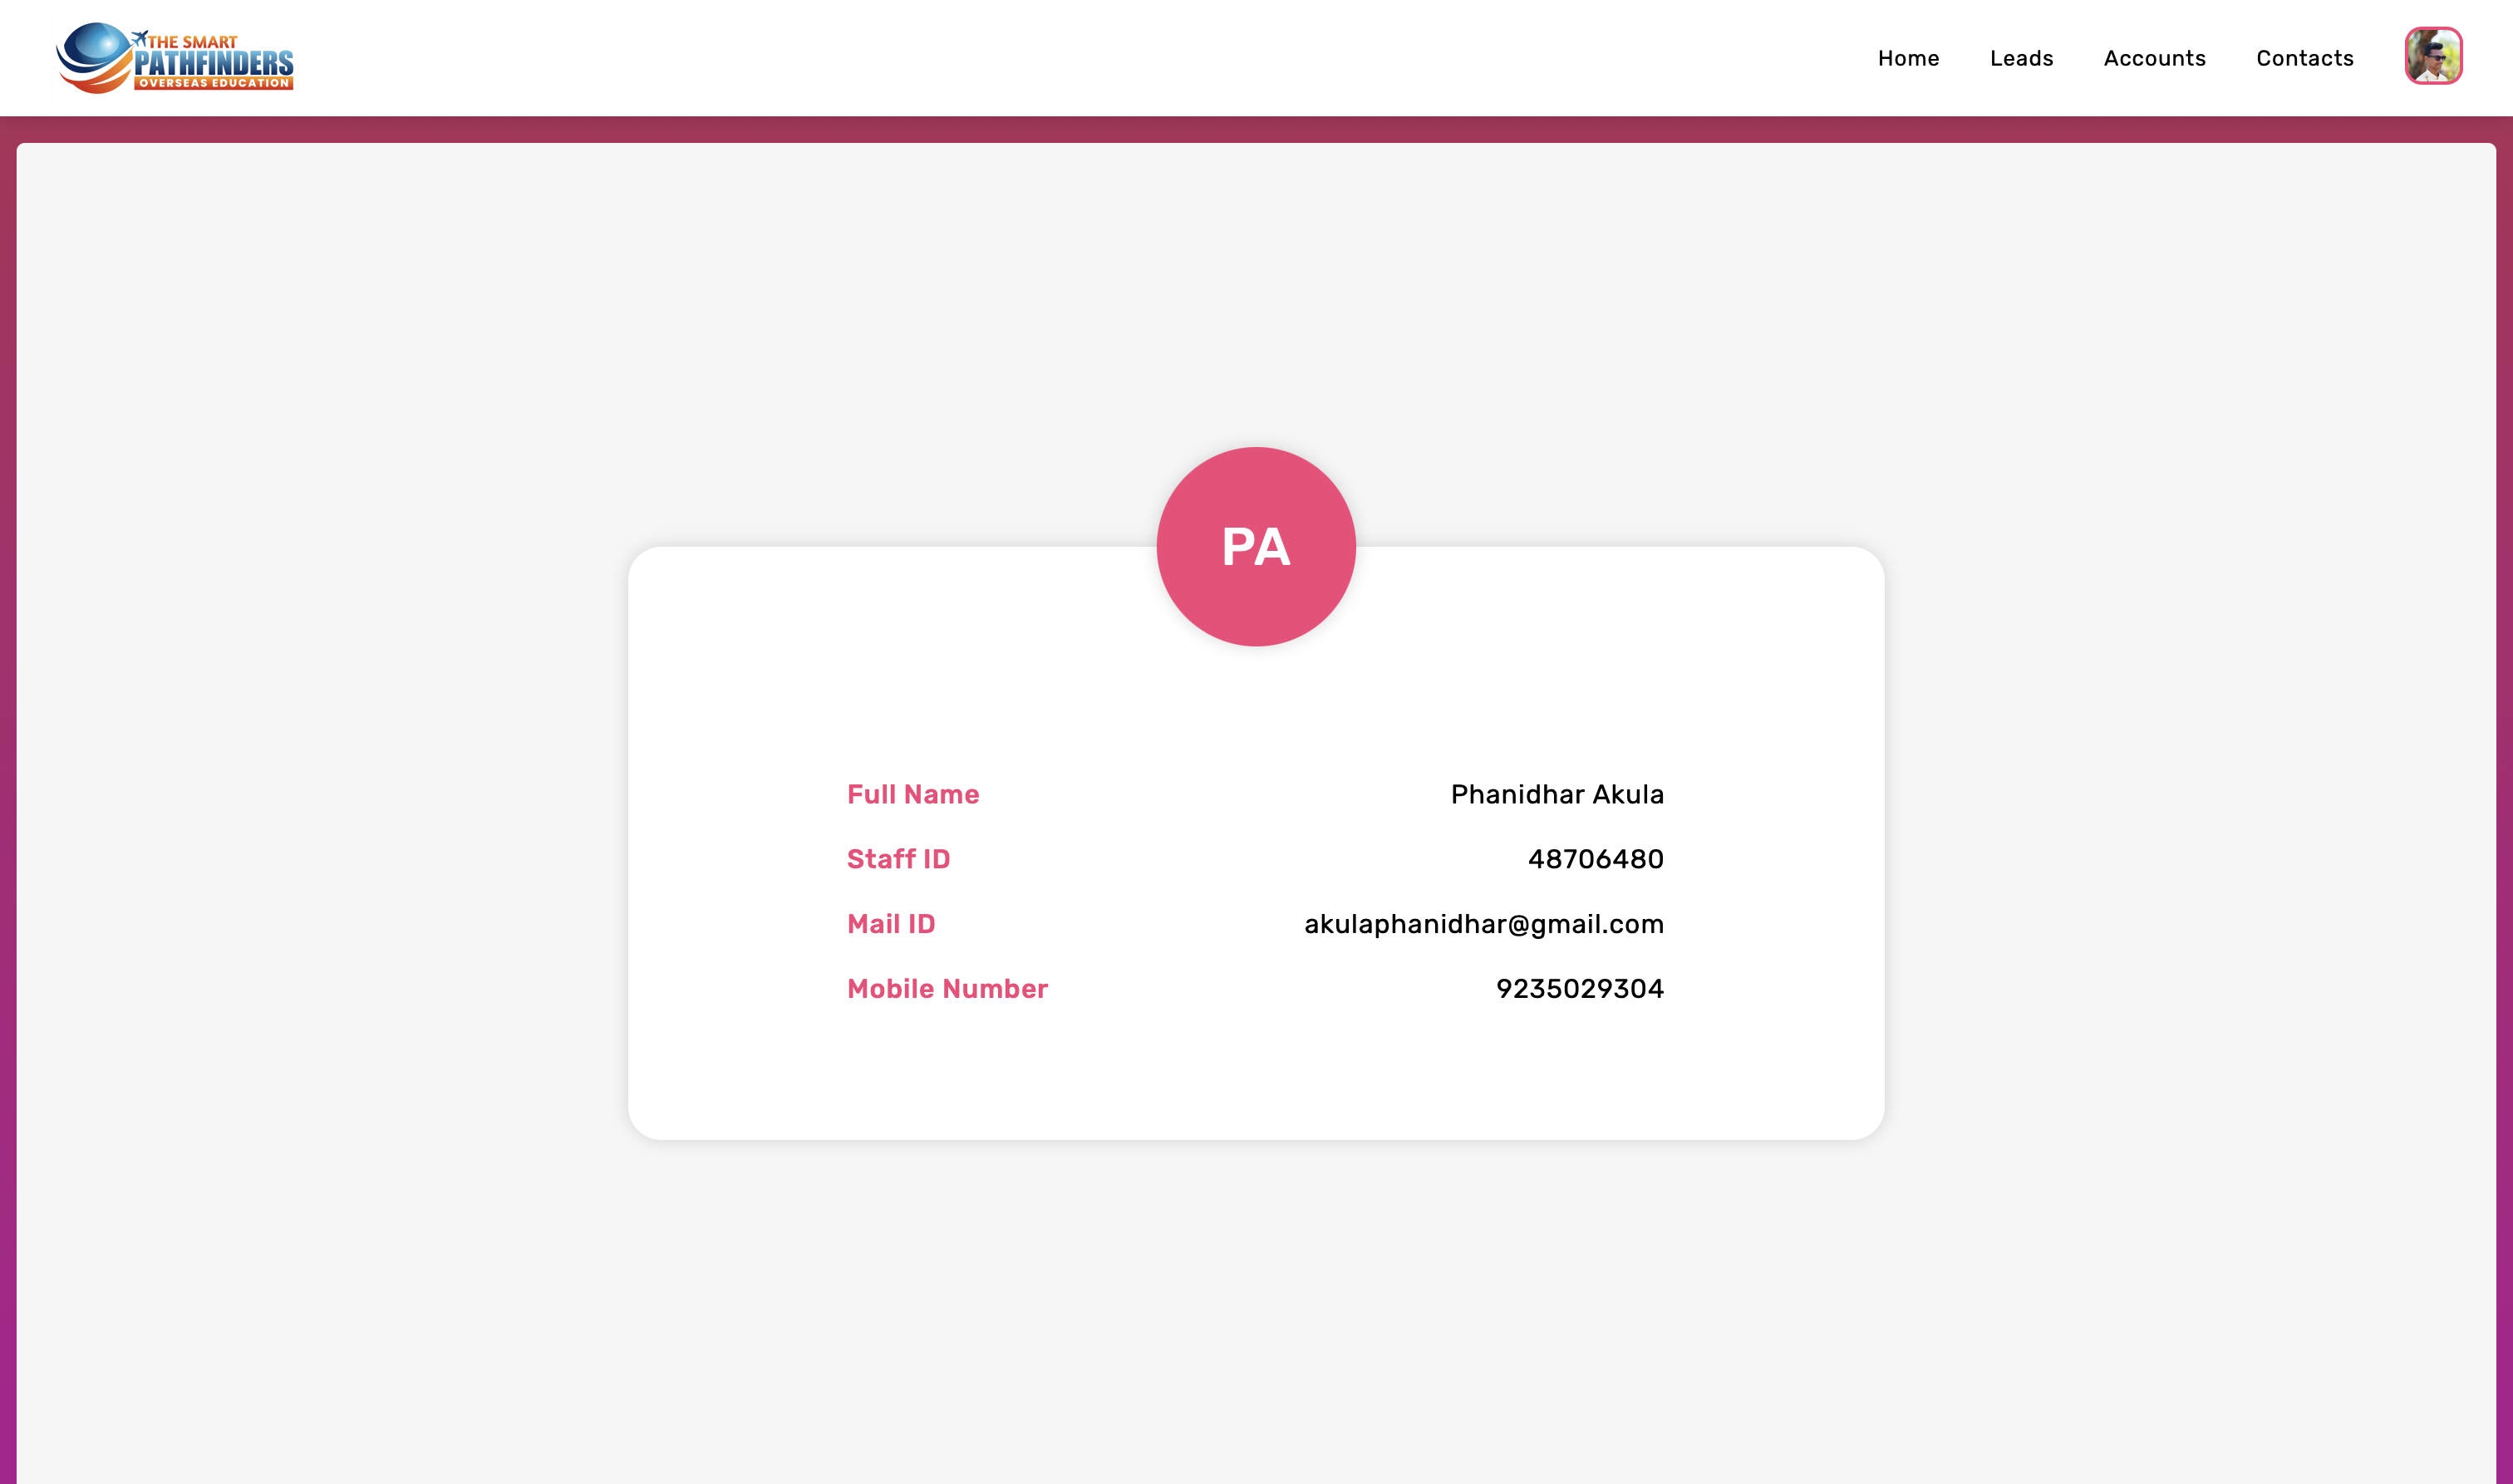 THE SMART
PATHFINDERS
OVERSEAS EDUCATION
Home Leads Accounts Contacts
PA
Full Name Phanidhar Akula
Staff ID 48706480
Mail ID akulaphanidhar@gmail.com
Mobile Number 9235029304